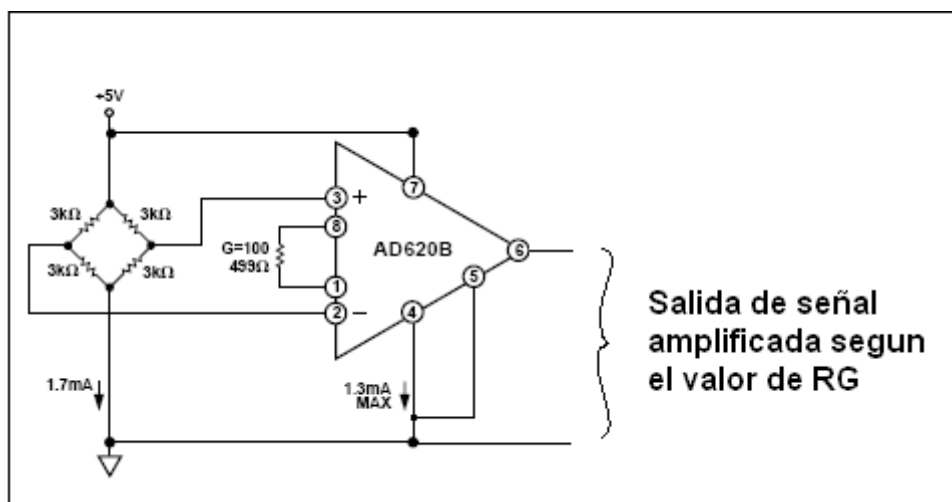 +5V
3kΩ
3kΩ
3kΩ
3kΩ
G=100
499Ω
3
+
8
1
2
−
7
AD620B
6
5
4
1.7mA
1.3mA
MAX
Salida de señal
amplificada segun
el valor de RG